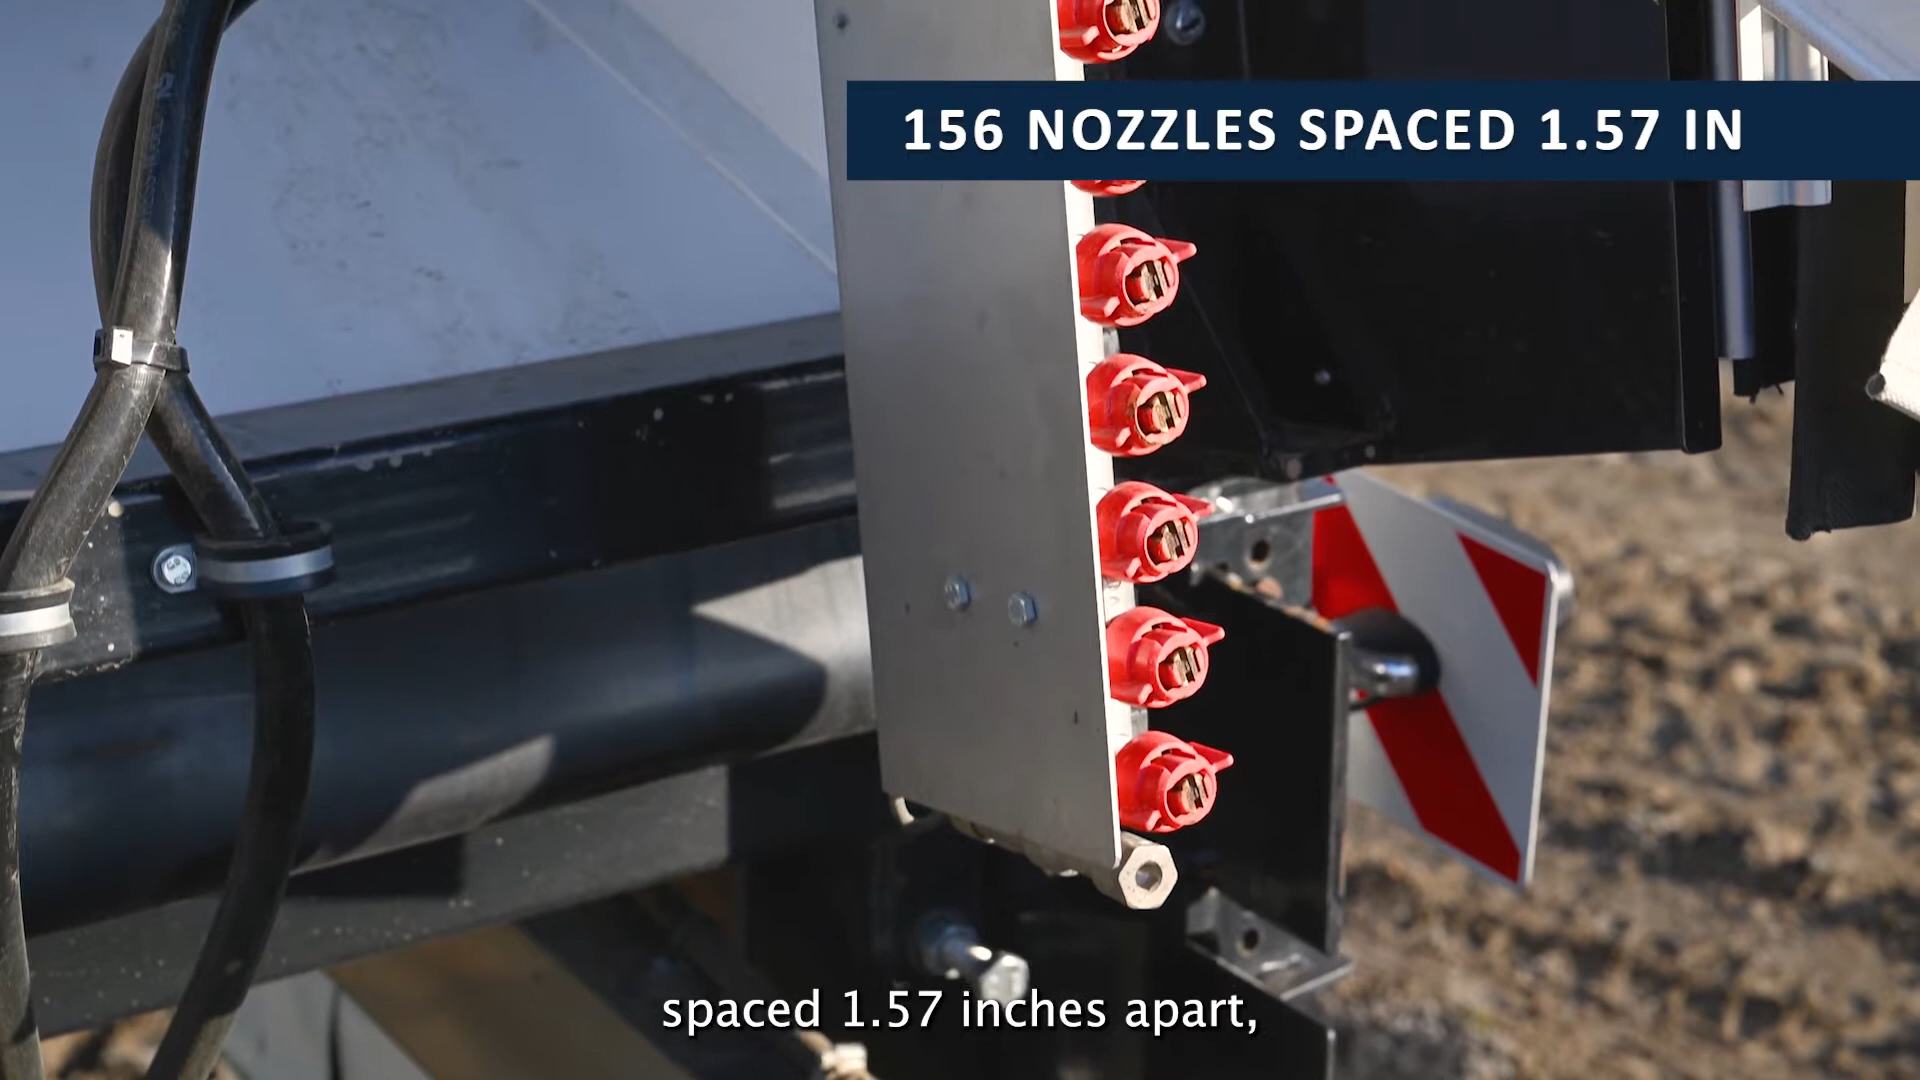 156 NOZZLES SPACED 1.57 IN
spaced 1.57 inches apart,